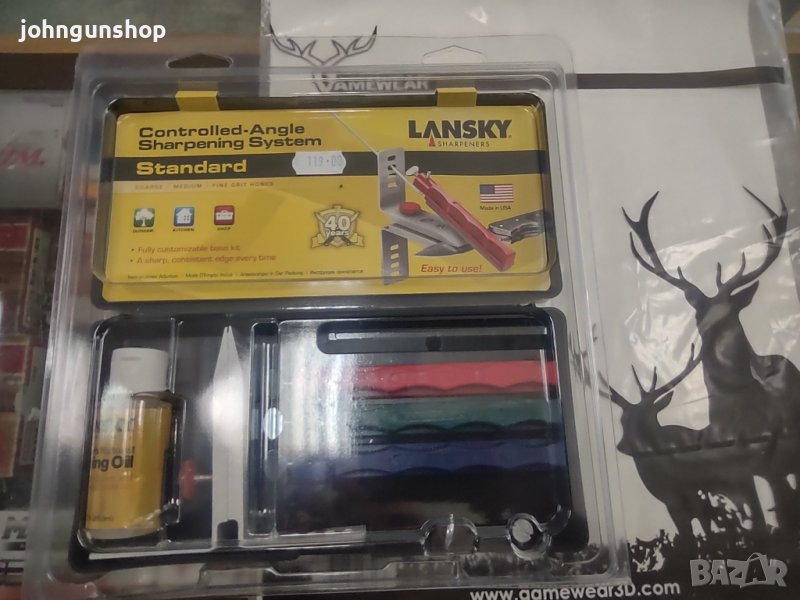 johngunshop
GAMEWEAR
Controlled-Angle
Sharpening System
Standard
119.00
COARSE - MEDIUM - FINE GRIT HONES
LANSKY
SHARPENERS
Made in USA
OUTDOOR
KITCHEN
SHOP
40
years
• Fully customizable base kit
• A sharp, consistent edge every time
Easy to use!
ng Oil
www.gamewear3D.com
BAZAR